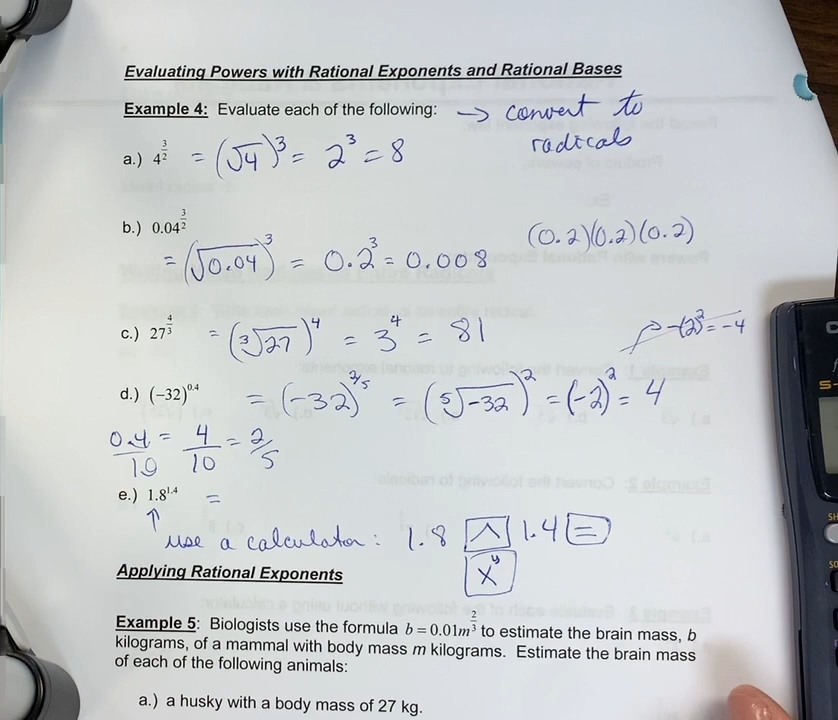 Evaluating Powers with Rational Exponents and Rational Bases
Example 4: Evaluate each of the following: → convert to
radicals
a.) 4^(3/2) = (√4)^3 = 2^3 = 8
b.) 0.04^(3/2)
= (√0.04)^3 = 0.2^3 = 0.008 (0.2)(0.2)(0.2)
c.) 27^(4/3) = (∛27)^4 = 3^4 = 81 -(2)^2 = -4
d.) (−32)^0.4 = (-32)^(2/5) = (⁵√-32)^2 = (-2)^2 = 4
0.4/10 = 4/10 = 2/5
e.) 1.8^1.4 =
↑ use a calculator: 1.8 [^] 1.4 [=]
[x^y]
Applying Rational Exponents
Example 5: Biologists use the formula b = 0.01m^(2/3) to estimate the brain mass, b
kilograms, of a mammal with body mass m kilograms. Estimate the brain mass
of each of the following animals:
a.) a husky with a body mass of 27 kg.